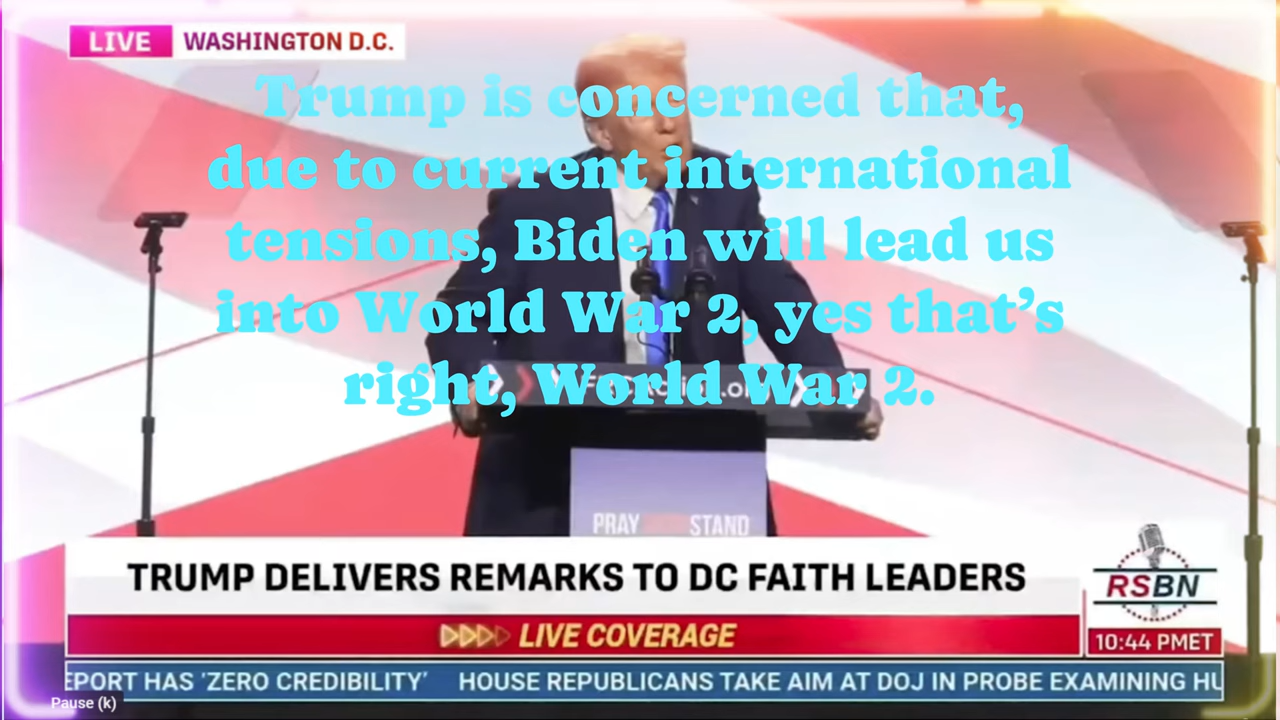 LIVE WASHINGTON D.C.
Trump is concerned that,
due to current international
tensions, Biden will lead us
into World War 2, yes that's
right, World War 2.
PRAY STAND
TRUMP DELIVERS REMARKS TO DC FAITH LEADERS
RSBN
LIVE COVERAGE
10:44 PMET
EPORT HAS 'ZERO CREDIBILITY' HOUSE REPUBLICANS TAKE AIM AT DOJ IN PROBE EXAMINING HU
Pause (k)